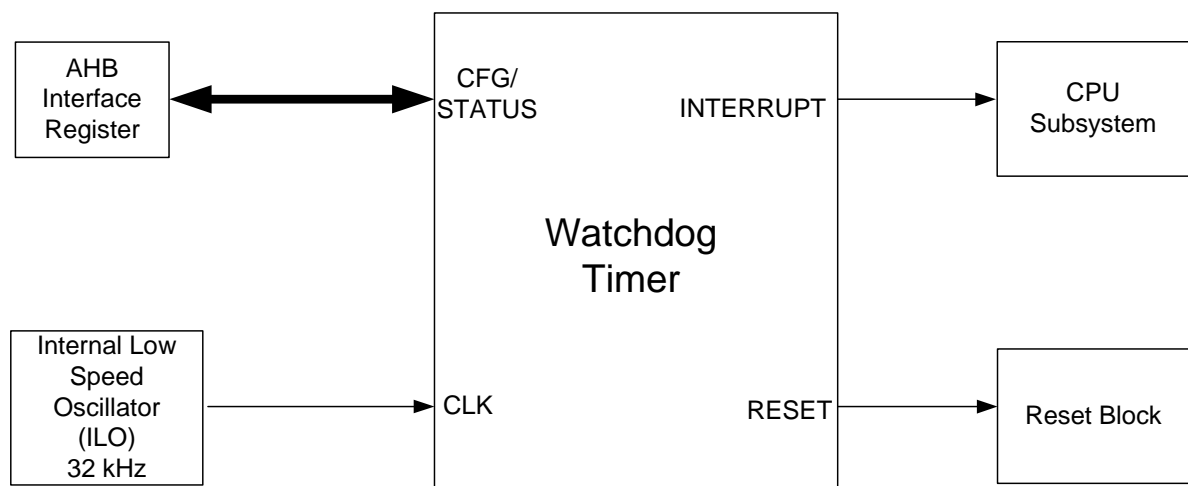 AHB
Interface
Register
CFG/
STATUS
INTERRUPT
CPU
Subsystem
Watchdog
Timer
Internal Low
Speed
Oscillator
(ILO)
32 kHz
CLK
RESET
Reset Block